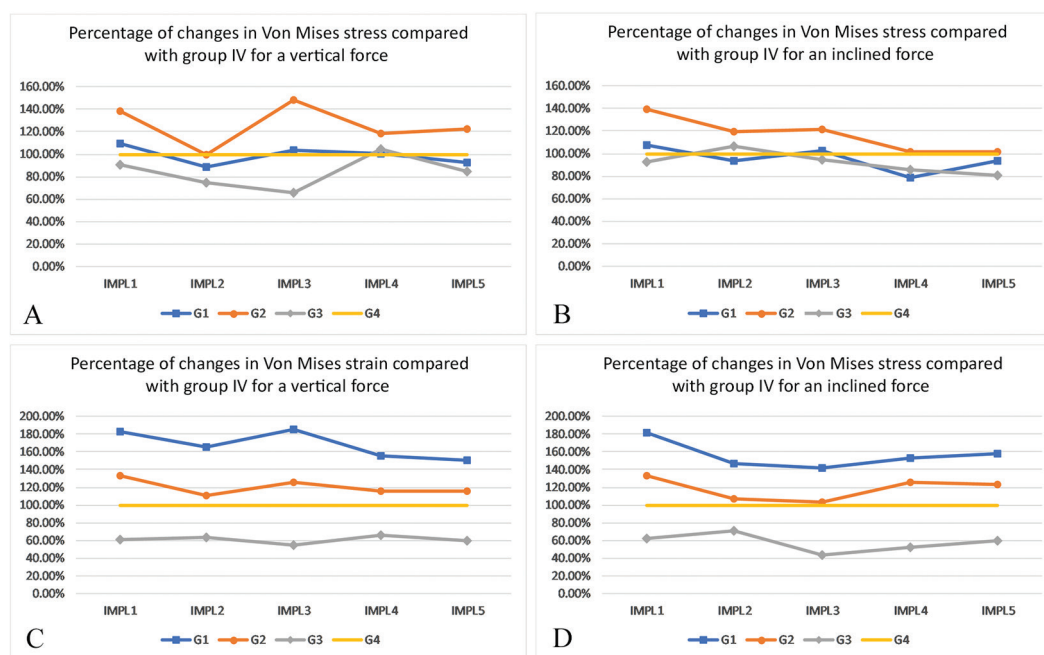 Percentage of changes in Von Mises stress compared
with group IV for a vertical force
160.00%
140.00%
120.00%
100.00%
80.00%
60.00%
40.00%
20.00%
0.00%
IMPL1 IMPL2 IMPL3 IMPL4 IMPL5
A
G1 G2 G3 G4
Percentage of changes in Von Mises stress compared
with group IV for an inclined force
160.00%
140.00%
120.00%
100.00%
80.00%
60.00%
40.00%
20.00%
0.00%
IMPL1 IMPL2 IMPL3 IMPL4 IMPL5
B
G1 G2 G3 G4
Percentage of changes in Von Mises strain compared
with group IV for a vertical force
200.00%
180.00%
160.00%
140.00%
120.00%
100.00%
80.00%
60.00%
40.00%
20.00%
0.00%
IMPL1 IMPL2 IMPL3 IMPL4 IMPL5
C
G1 G2 G3 G4
Percentage of changes in Von Mises stress compared
with group IV for an inclined force
200.00%
180.00%
160.00%
140.00%
120.00%
100.00%
80.00%
60.00%
40.00%
20.00%
0.00%
IMPL1 IMPL2 IMPL3 IMPL4 IMPL5
D
G1 G2 G3 G4